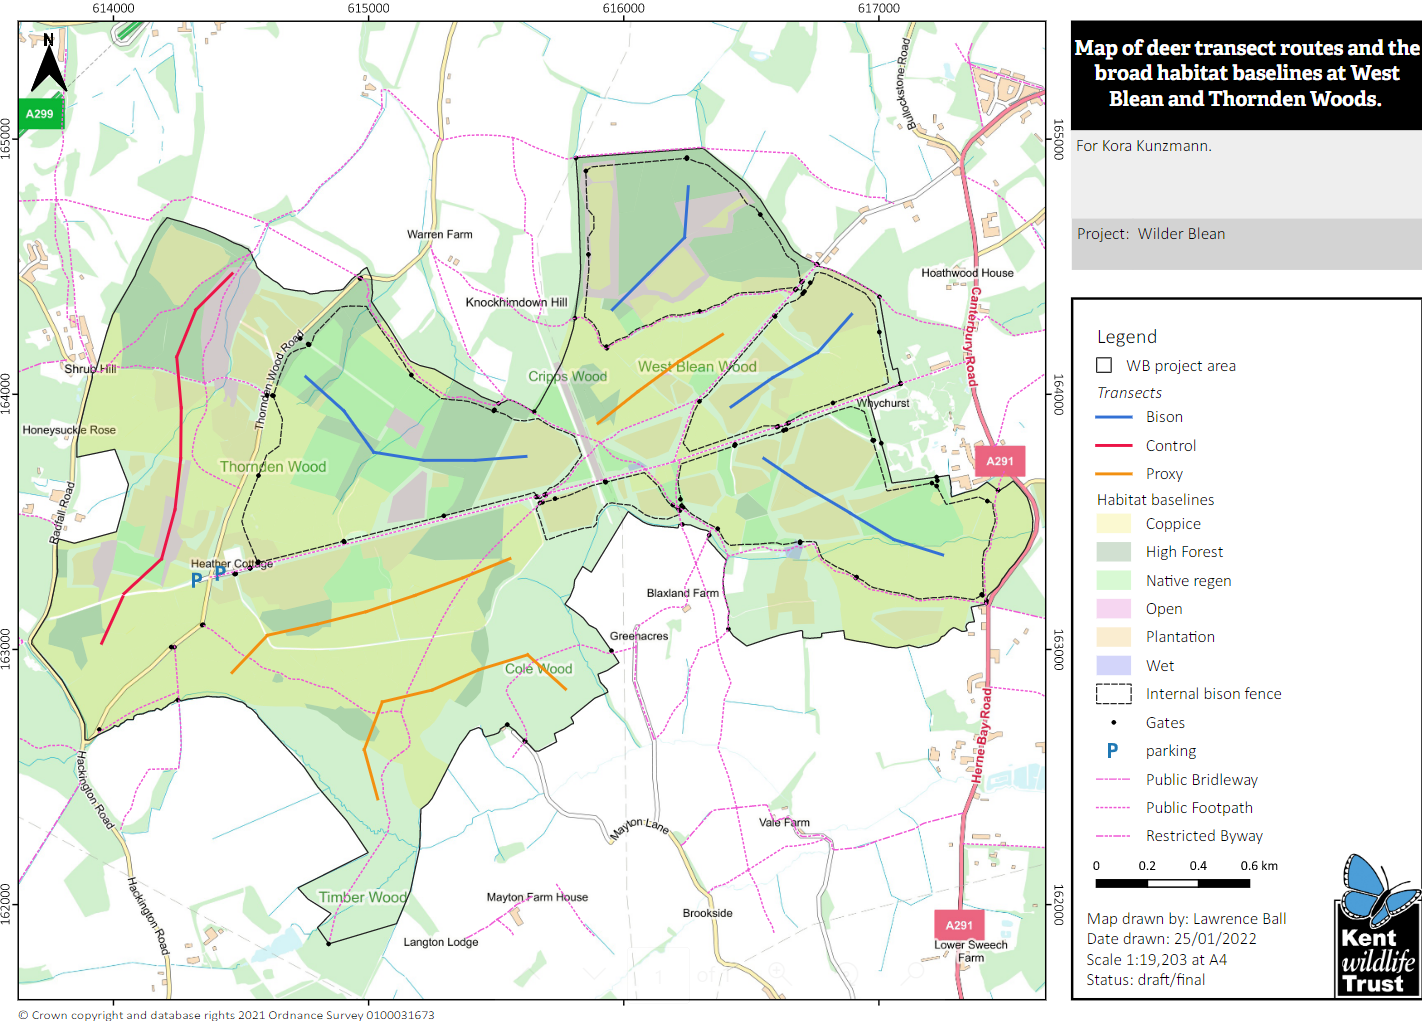 614000
615000
616000
617000
N
A299
165000
165000
Bullockstone Road
Warren Farm
Hoathwood House
Knockhimdown Hill
Canterbury Road
Thornden Wood Road
Shrub Hill
West Blean Wood
Cripps Wood
164000
164000
Whychurst
Honeysuckle Rose
Thornden Wood
A291
Radfall Road
Heather Cottage
P
P
Blaxland Farm
Greenacres
163000
163000
Cole Wood
Herne Bay Road
Hackington Road
Mayton Lane
Vale Farm
Hackington Road
162000
162000
Timber Wood
Mayton Farm House
Brookside
A291
Langton Lodge
Lower Sweech
Farm
© Crown copyright and database rights 2021 Ordnance Survey 0100031673
Map of deer transect routes and the
broad habitat baselines at West
Blean and Thornden Woods.
For Kora Kunzmann.
Project: Wilder Blean
Legend
WB project area
Transects
Bison
Control
Proxy
Habitat baselines
Coppice
High Forest
Native regen
Open
Plantation
Wet
Internal bison fence
Gates
P parking
Public Bridleway
Public Footpath
Restricted Byway
0 0.2 0.4 0.6 km
Map drawn by: Lawrence Ball
Date drawn: 25/01/2022
Scale 1:19,203 at A4
Status: draft/final
Kent
wildlife
Trust